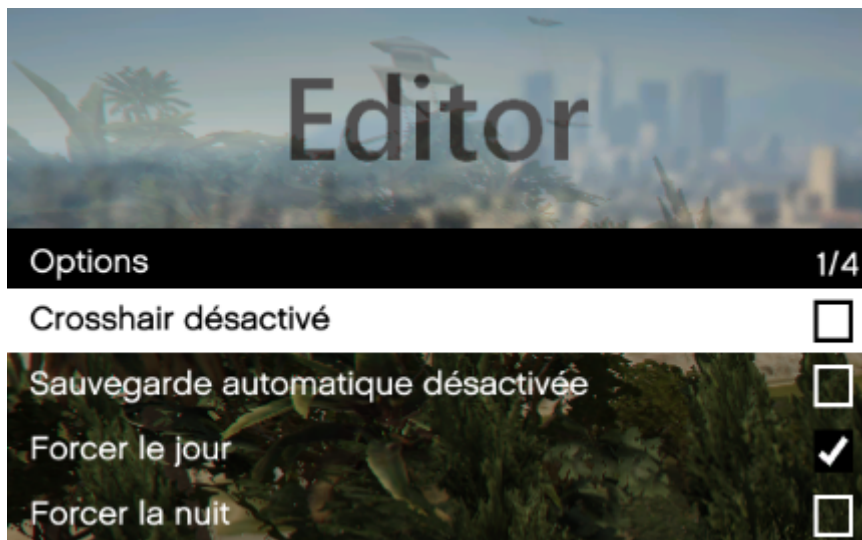 Editor
Options 1/4
Crosshair désactivé
Sauvegarde automatique désactivée
Forcer le jour
Forcer la nuit